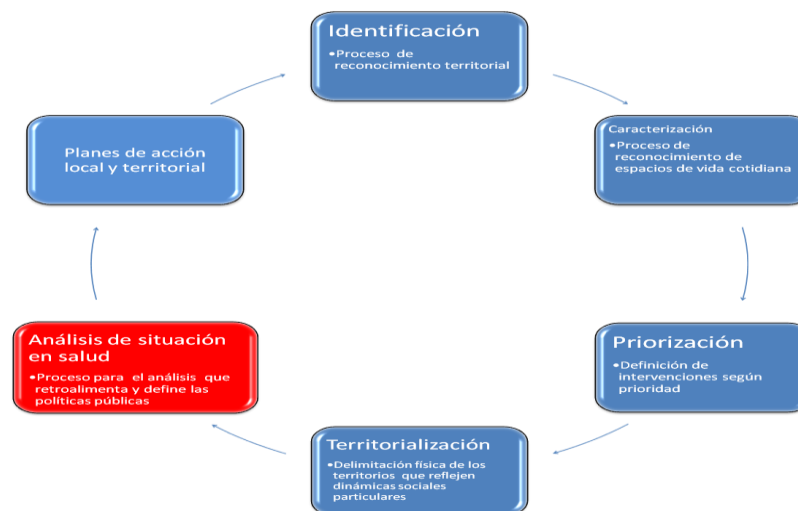 Identificación
•Proceso de
reconocimiento territorial
Caracterización
•Proceso de
reconocimiento de
espacios de vida cotidiana
Priorización
•Definición de
intervenciones según
prioridad
Territorialización
•Delimitación física de los
territorios que reflejen
dinámicas sociales
particulares
Análisis de situación
en salud
•Proceso para el análisis que
retroalimenta y define las
políticas públicas
Planes de acción
local y territorial